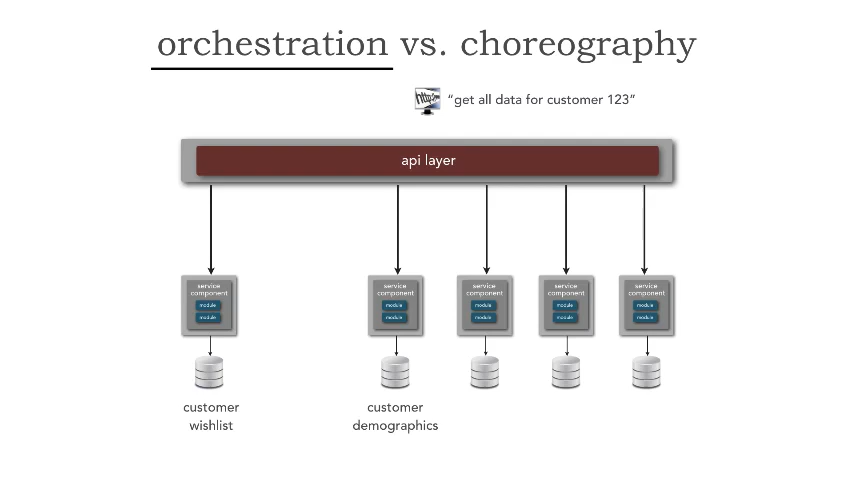 orchestration vs. choreography
http://
“get all data for customer 123”
api layer
service component
module
module
service component
module
module
service component
module
module
service component
module
module
service component
module
module
customer wishlist
customer demographics